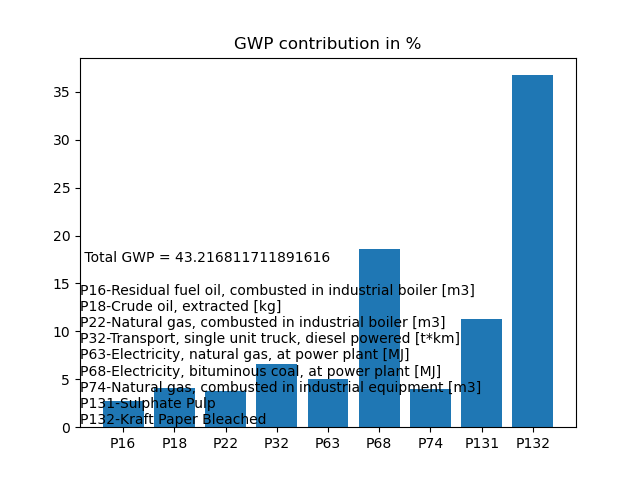 GWP contribution in %
35
30
25
20
15
10
5
0
Total GWP = 43.216811711891616
P16-Residual fuel oil, combusted in industrial boiler [m3]
P18-Crude oil, extracted [kg]
P22-Natural gas, combusted in industrial boiler [m3]
P32-Transport, single unit truck, diesel powered [t*km]
P63-Electricity, natural gas, at power plant [MJ]
P68-Electricity, bituminous coal, at power plant [MJ]
P74-Natural gas, combusted in industrial equipment [m3]
P131-Sulphate Pulp
P132-Kraft Paper Bleached
P16 P18 P22 P32 P63 P68 P74 P131 P132